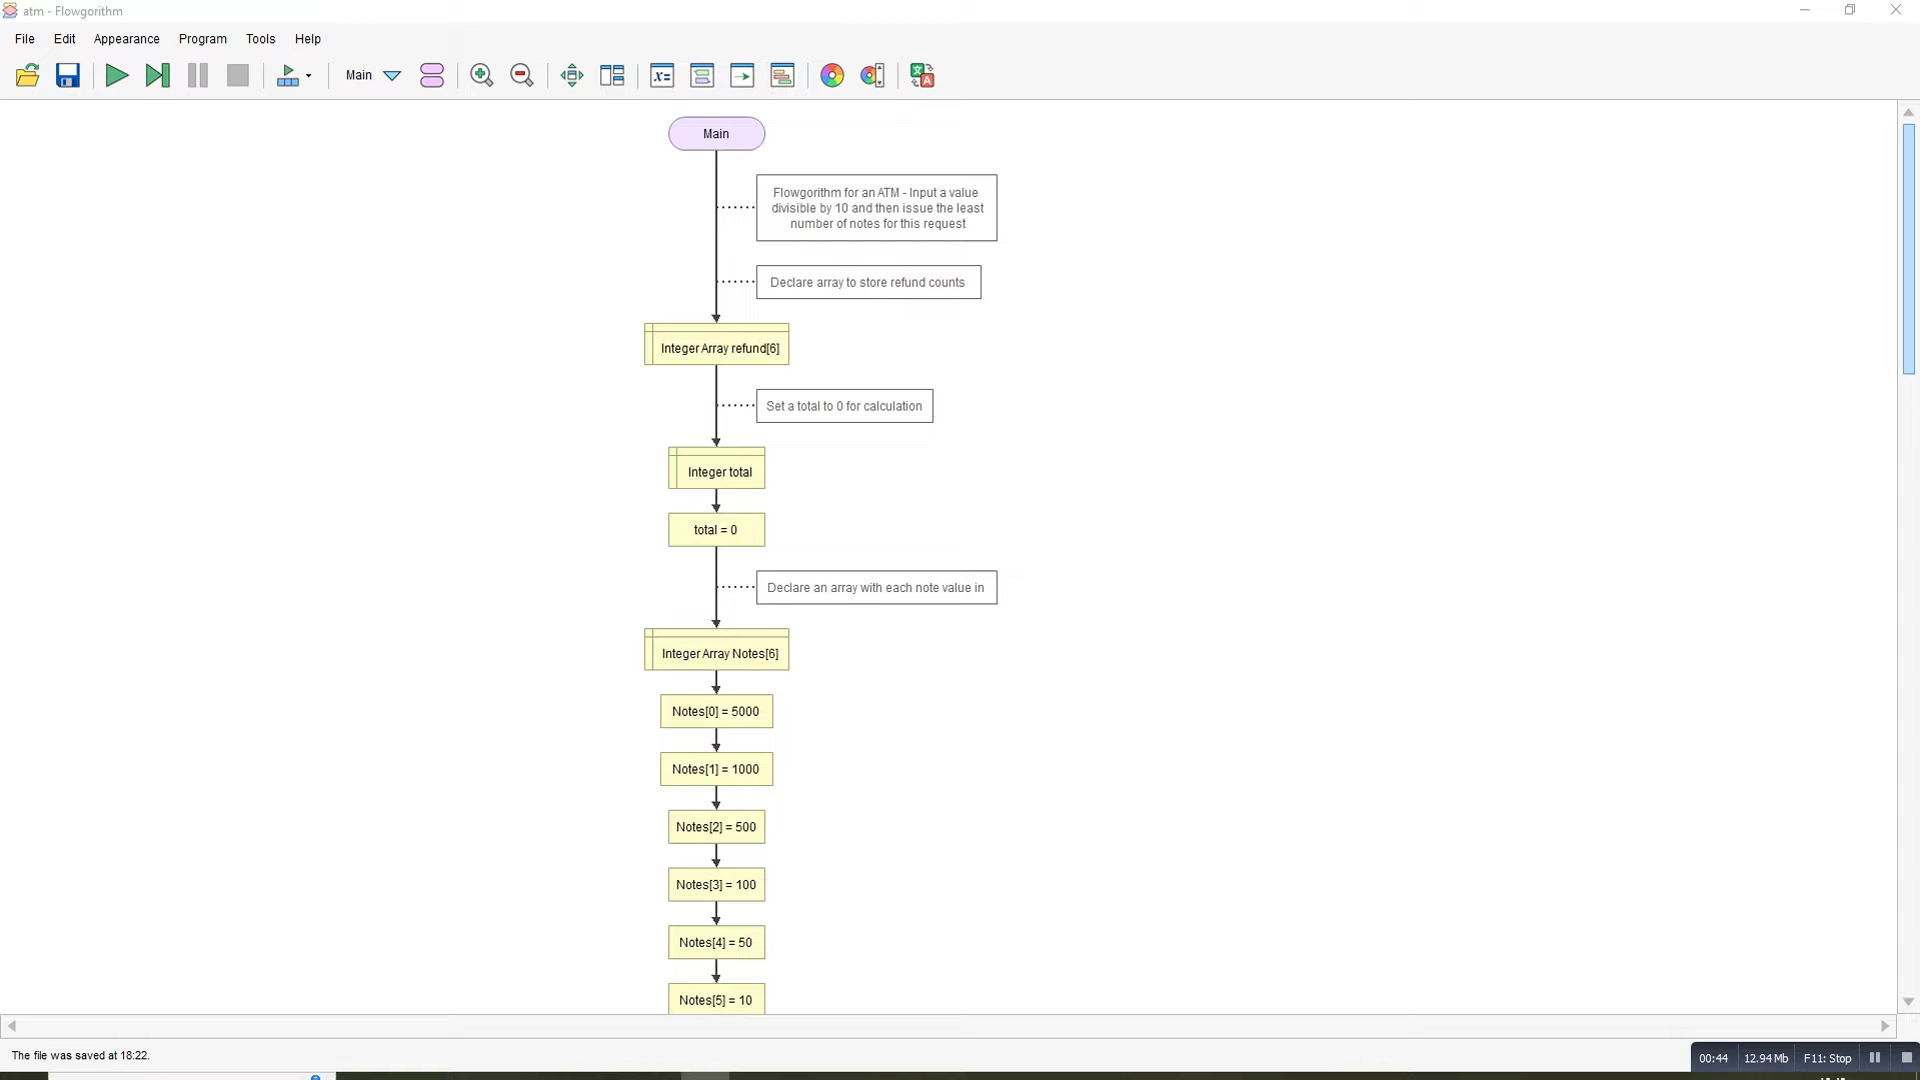 atm - Flowgorithm
File Edit Appearance Program Tools Help
Main
x=
A
Main
Flowgorithm for an ATM - Input a value
divisible by 10 and then issue the least
number of notes for this request
Declare array to store refund counts
Integer Array refund[6]
Set a total to 0 for calculation
Integer total
total = 0
Declare an array with each note value in
Integer Array Notes[6]
Notes[0] = 5000
Notes[1] = 1000
Notes[2] = 500
Notes[3] = 100
Notes[4] = 50
Notes[5] = 10
The file was saved at 18:22.
00:44 12.94 Mb F11: Stop